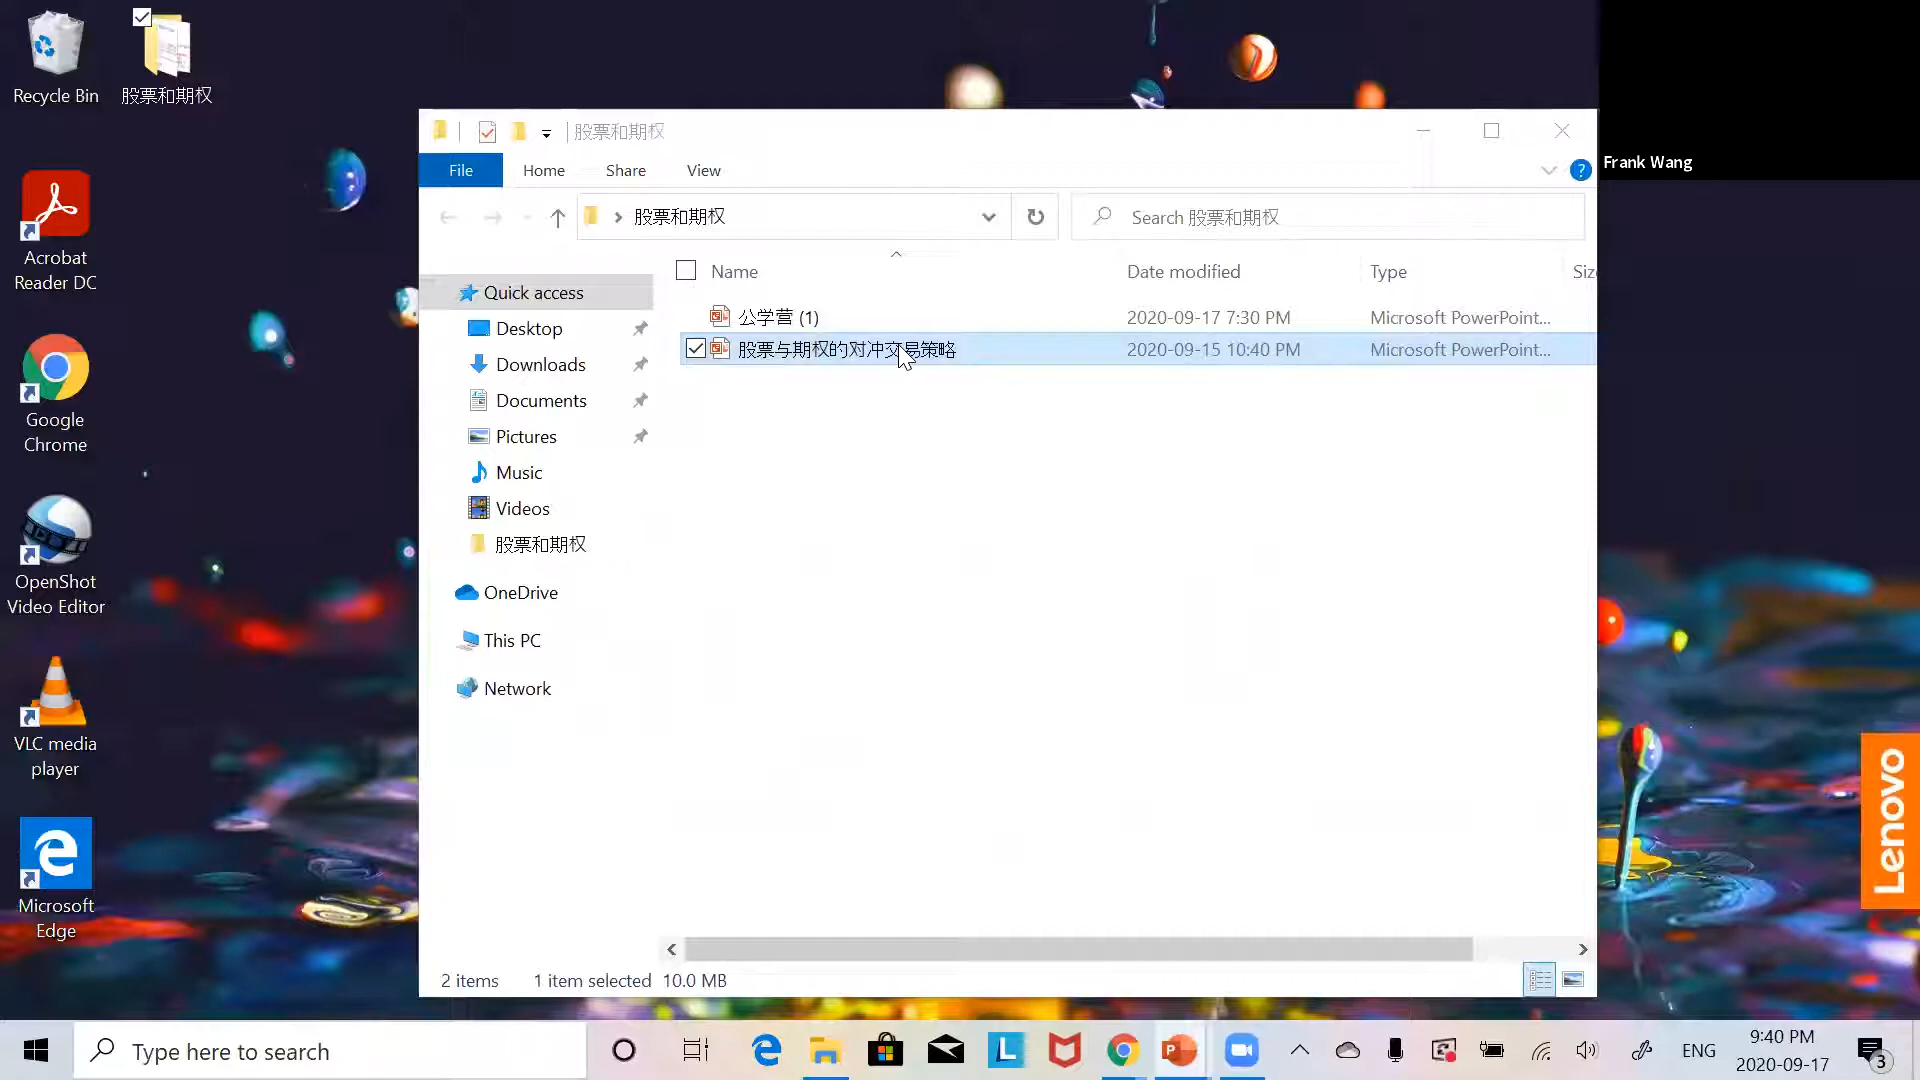 Recycle Bin
股票和期权
Acrobat
Reader DC
Google
Chrome
OpenShot
Video Editor
VLC media
player
Microsoft
Edge
股票和期权
File
Home
Share
View
股票和期权
Search 股票和期权
Name
Date modified
Type
Siz
公学营 (1)
2020-09-17 7:30 PM
Microsoft PowerPoint...
股票与期权的对冲交易策略
2020-09-15 10:40 PM
Microsoft PowerPoint...
Quick access
Desktop
Downloads
Documents
Pictures
Music
Videos
股票和期权
OneDrive
This PC
Network
2 items
1 item selected
10.0 MB
Frank Wang
Lenovo
Type here to search
ENG
9:40 PM
2020-09-17
3